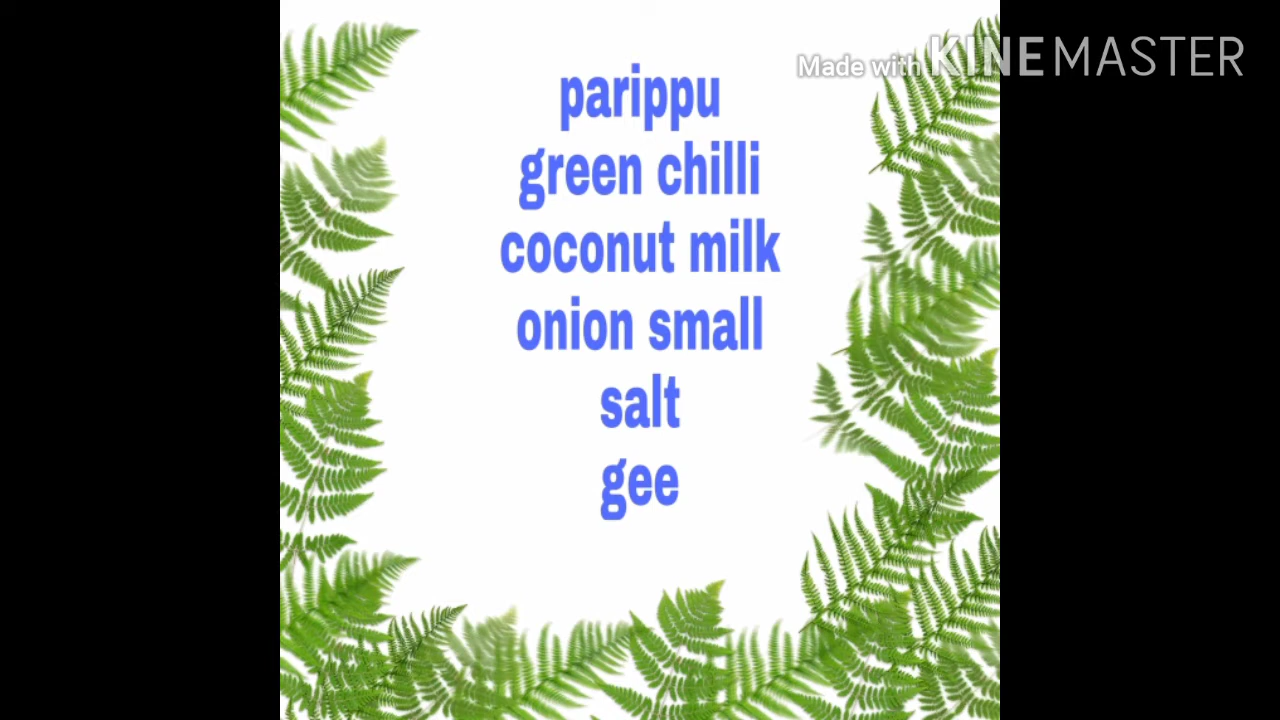 Made with KINEMASTER
parippu
green chilli
coconut milk
onion small
salt
gee